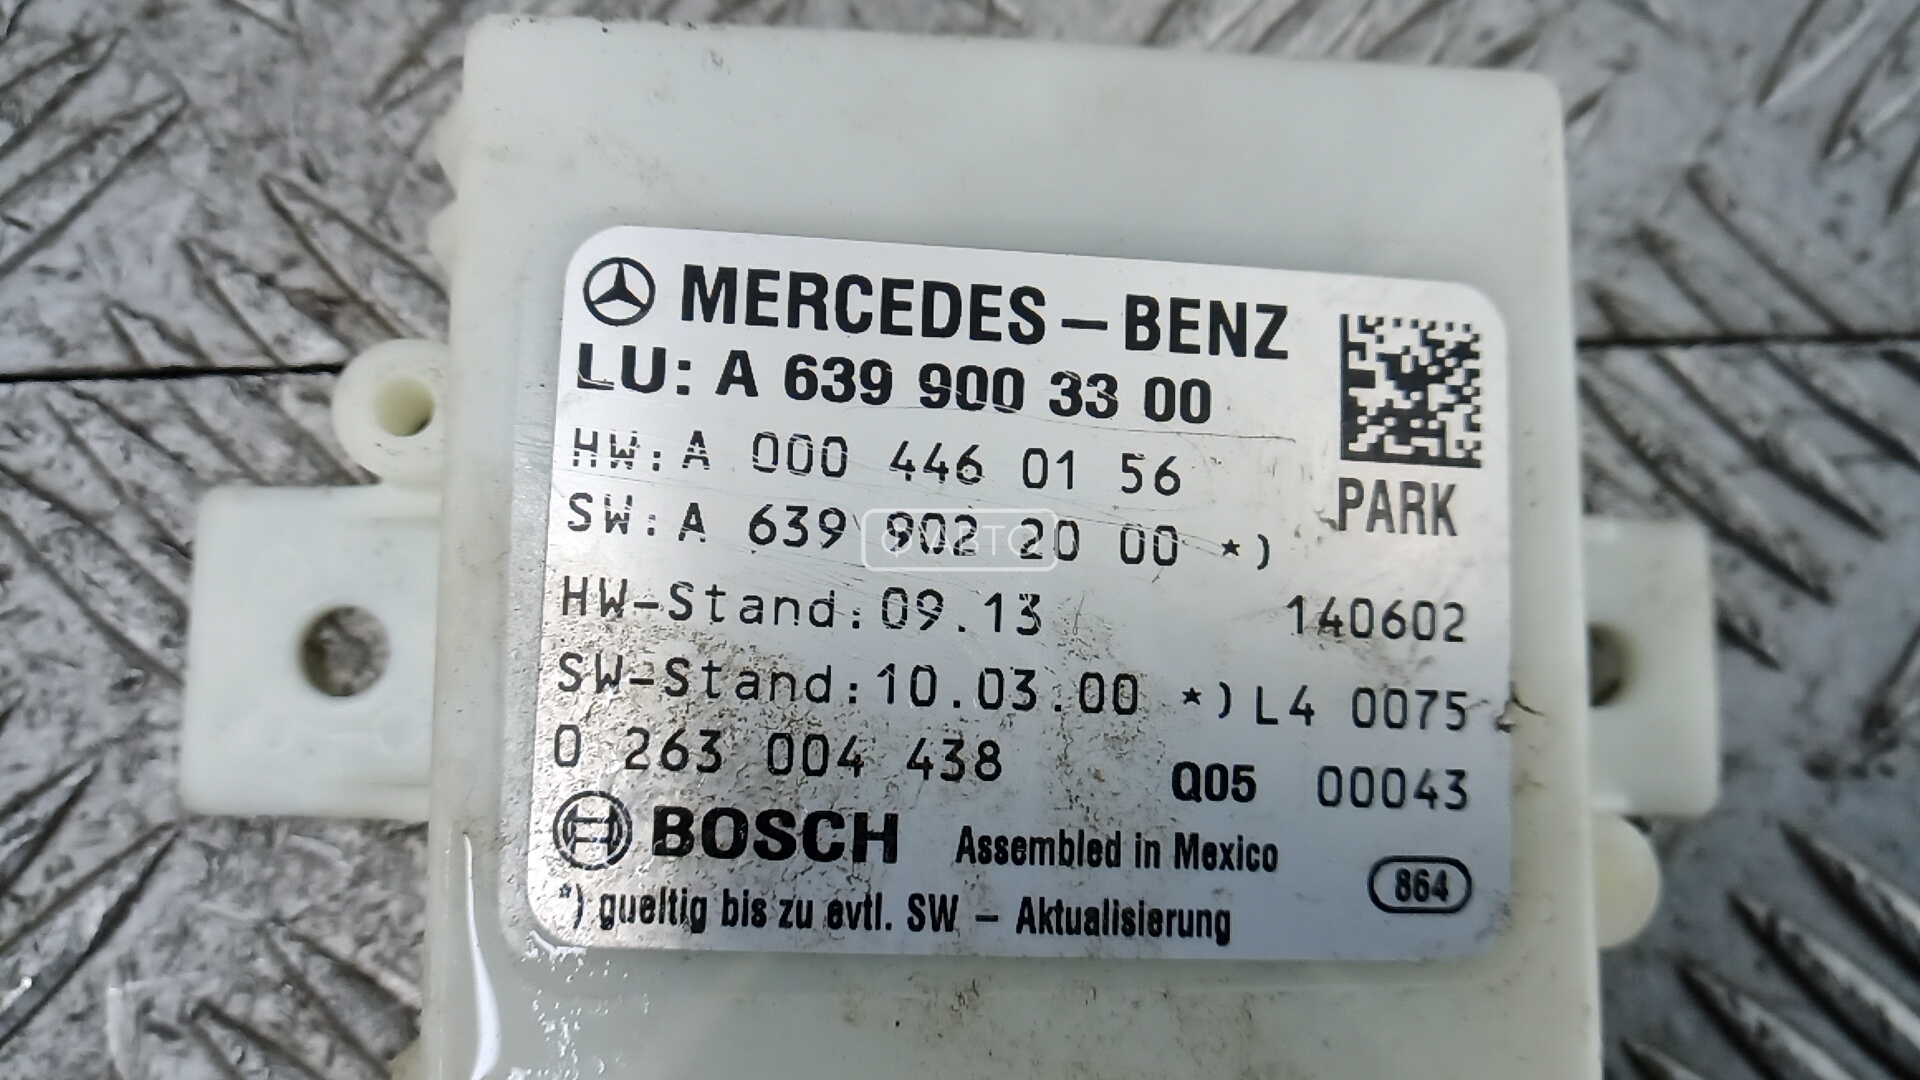 MERCEDES-BENZ
LU: A 639 900 33 00
HW: A 000 446 01 56
PARK
SW: A 639 902 20 00 *)
HW-Stand: 09.13 140602
SW-Stand: 10.03.00 *) L4 0075
0 263 004 438 Q05 00043
BOSCH Assembled in Mexico 864
*) gueltig bis zu evtl. SW - Aktualisierung